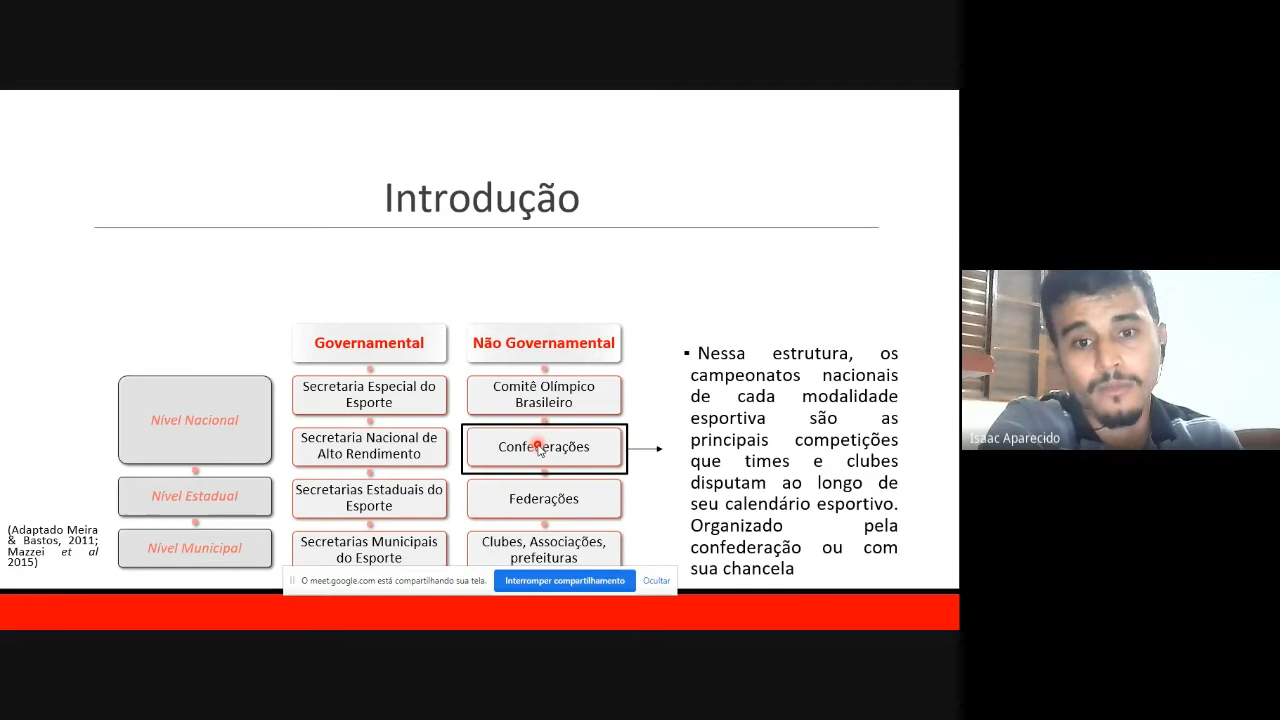 Introdução
Governamental
Não Governamental
Nível Nacional
Secretaria Especial do
Esporte
Comitê Olímpico
Brasileiro
Secretaria Nacional de
Alto Rendimento
Confederações
Nível Estadual
Secretarias Estaduais do
Esporte
Federações
Nível Municipal
Secretarias Municipais
do Esporte
Clubes, Associações,
prefeituras
(Adaptado Meira
& Bastos, 2011;
Mazzei et al
2015)
▪ Nessa estrutura, os
campeonatos nacionais
de cada modalidade
esportiva são as
principais competições
que times e clubes
disputam ao longo de
seu calendário esportivo.
Organizado pela
confederação ou com
sua chancela
O meet.google.com está compartilhando sua tela.
Interromper compartilhamento
Ocultar
Isaac Aparecido